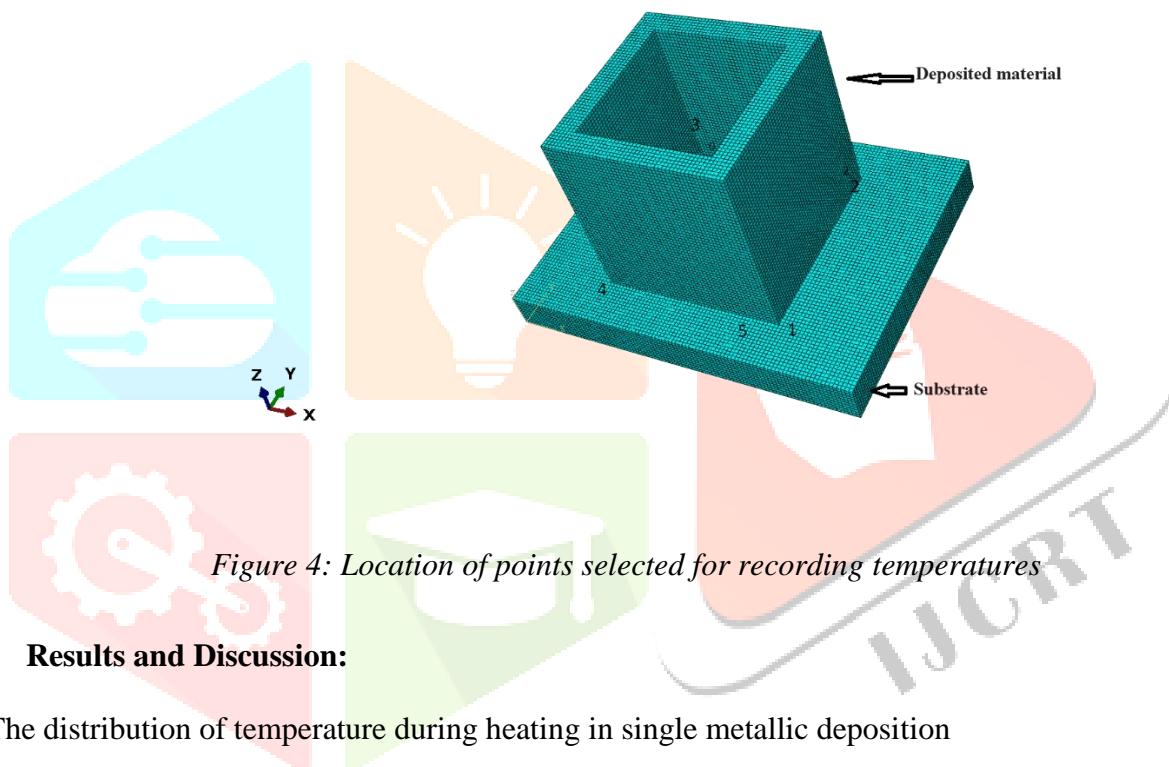 Deposited material
3
2
4
5
1
Substrate
Z
Y
X
Figure 4: Location of points selected for recording temperatures
IJCRT
Results and Discussion:
The distribution of temperature during heating in single metallic deposition